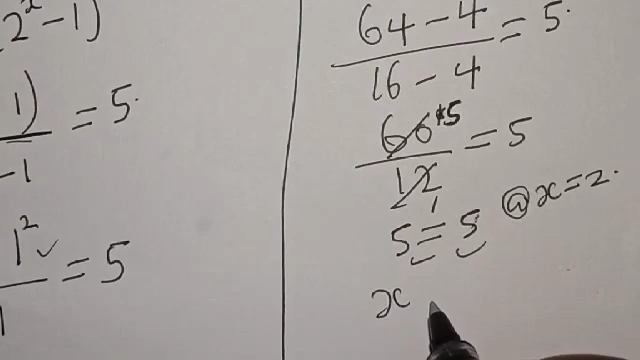 2^x - 1)
1) / -1 = 5.
1^2 ✓ / 1 = 5
64 - 4 / 16 - 4 = 5.
60 *5 / 12 1 = 5
5 = 5 @ x = 2.
x